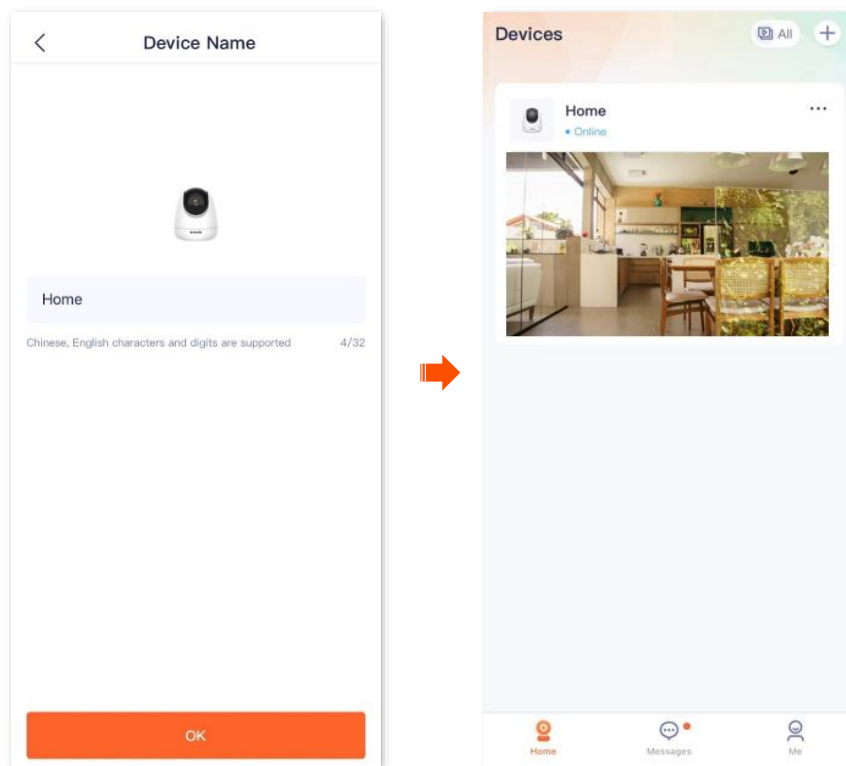 Device Name
Home
Chinese, English characters and digits are supported 4/32
OK
Devices
All
Home
Online
Home Messages Me